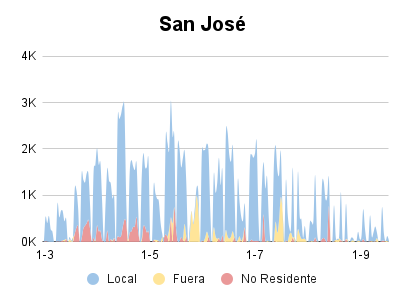 San José
4K
3K
2K
1K
0K
1-3 1-5 1-7 1-9
Local Fuera No Residente